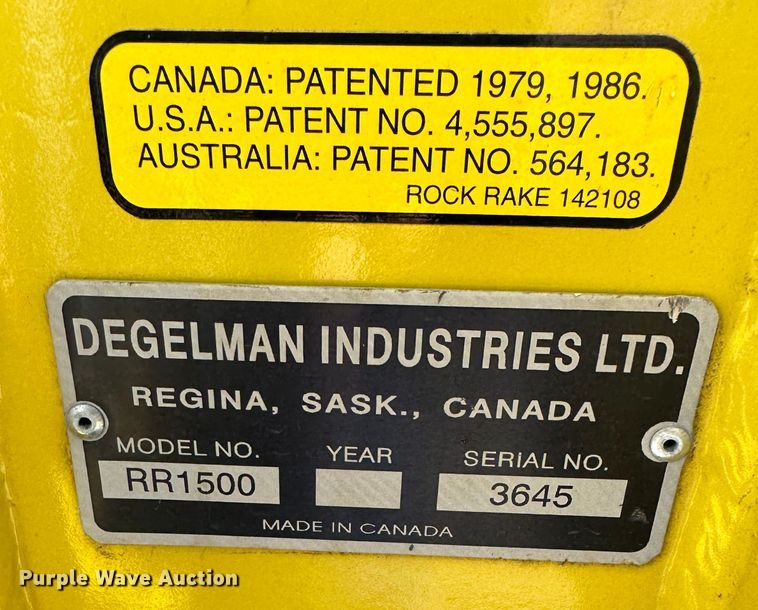 CANADA: PATENTED 1979, 1986.
U.S.A.: PATENT NO. 4,555,897.
AUSTRALIA: PATENT NO. 564,183.
ROCK RAKE 142108
DEGELMAN INDUSTRIES LTD.
REGINA, SASK., CANADA
MODEL NO. YEAR SERIAL NO.
RR1500 3645
MADE IN CANADA
Purple Wave Auction